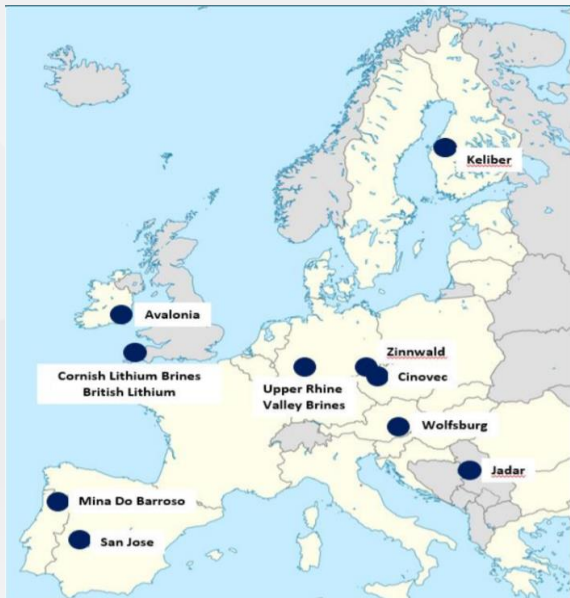 Keliber
Avalonia
Cornish Lithium Brines
British Lithium
Zinnwald
Cinovec
Upper Rhine
Valley Brines
Wolfsburg
Jadar
Mina Do Barroso
San Jose